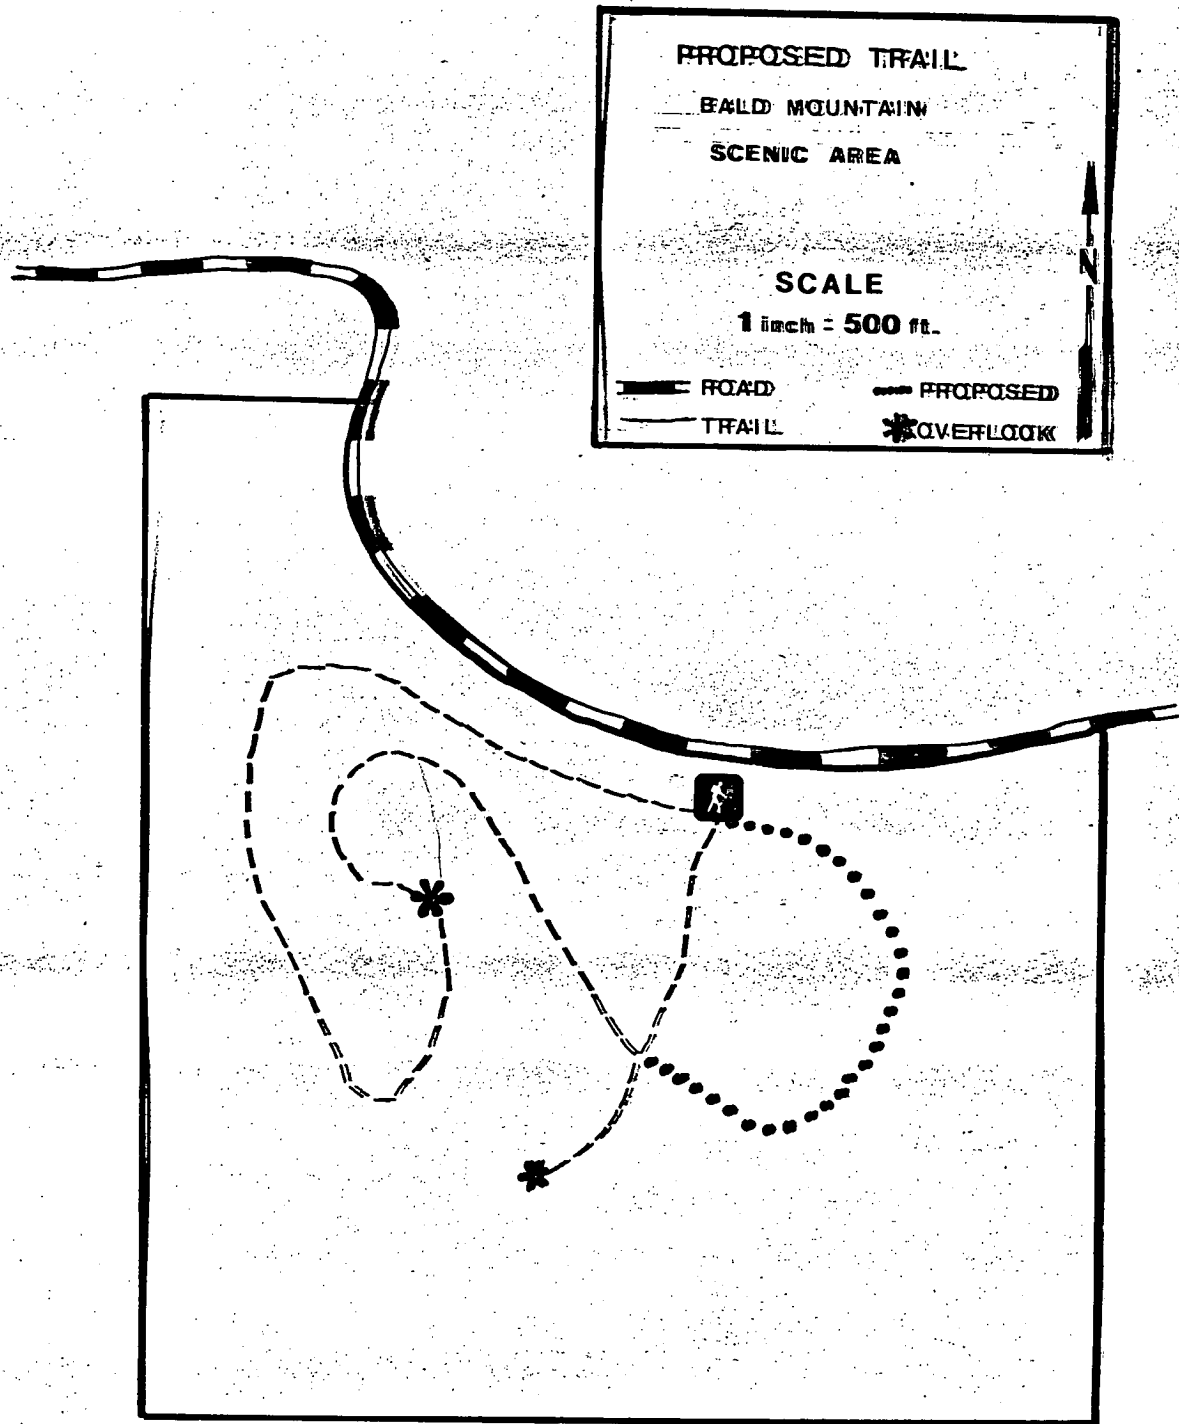 PROPOSED TRAIL
BALD MOUNTAIN
SCENIC AREA
N
SCALE
1 inch = 500 ft.
ROAD
PROPOSED
TRAIL
OVERLOOK